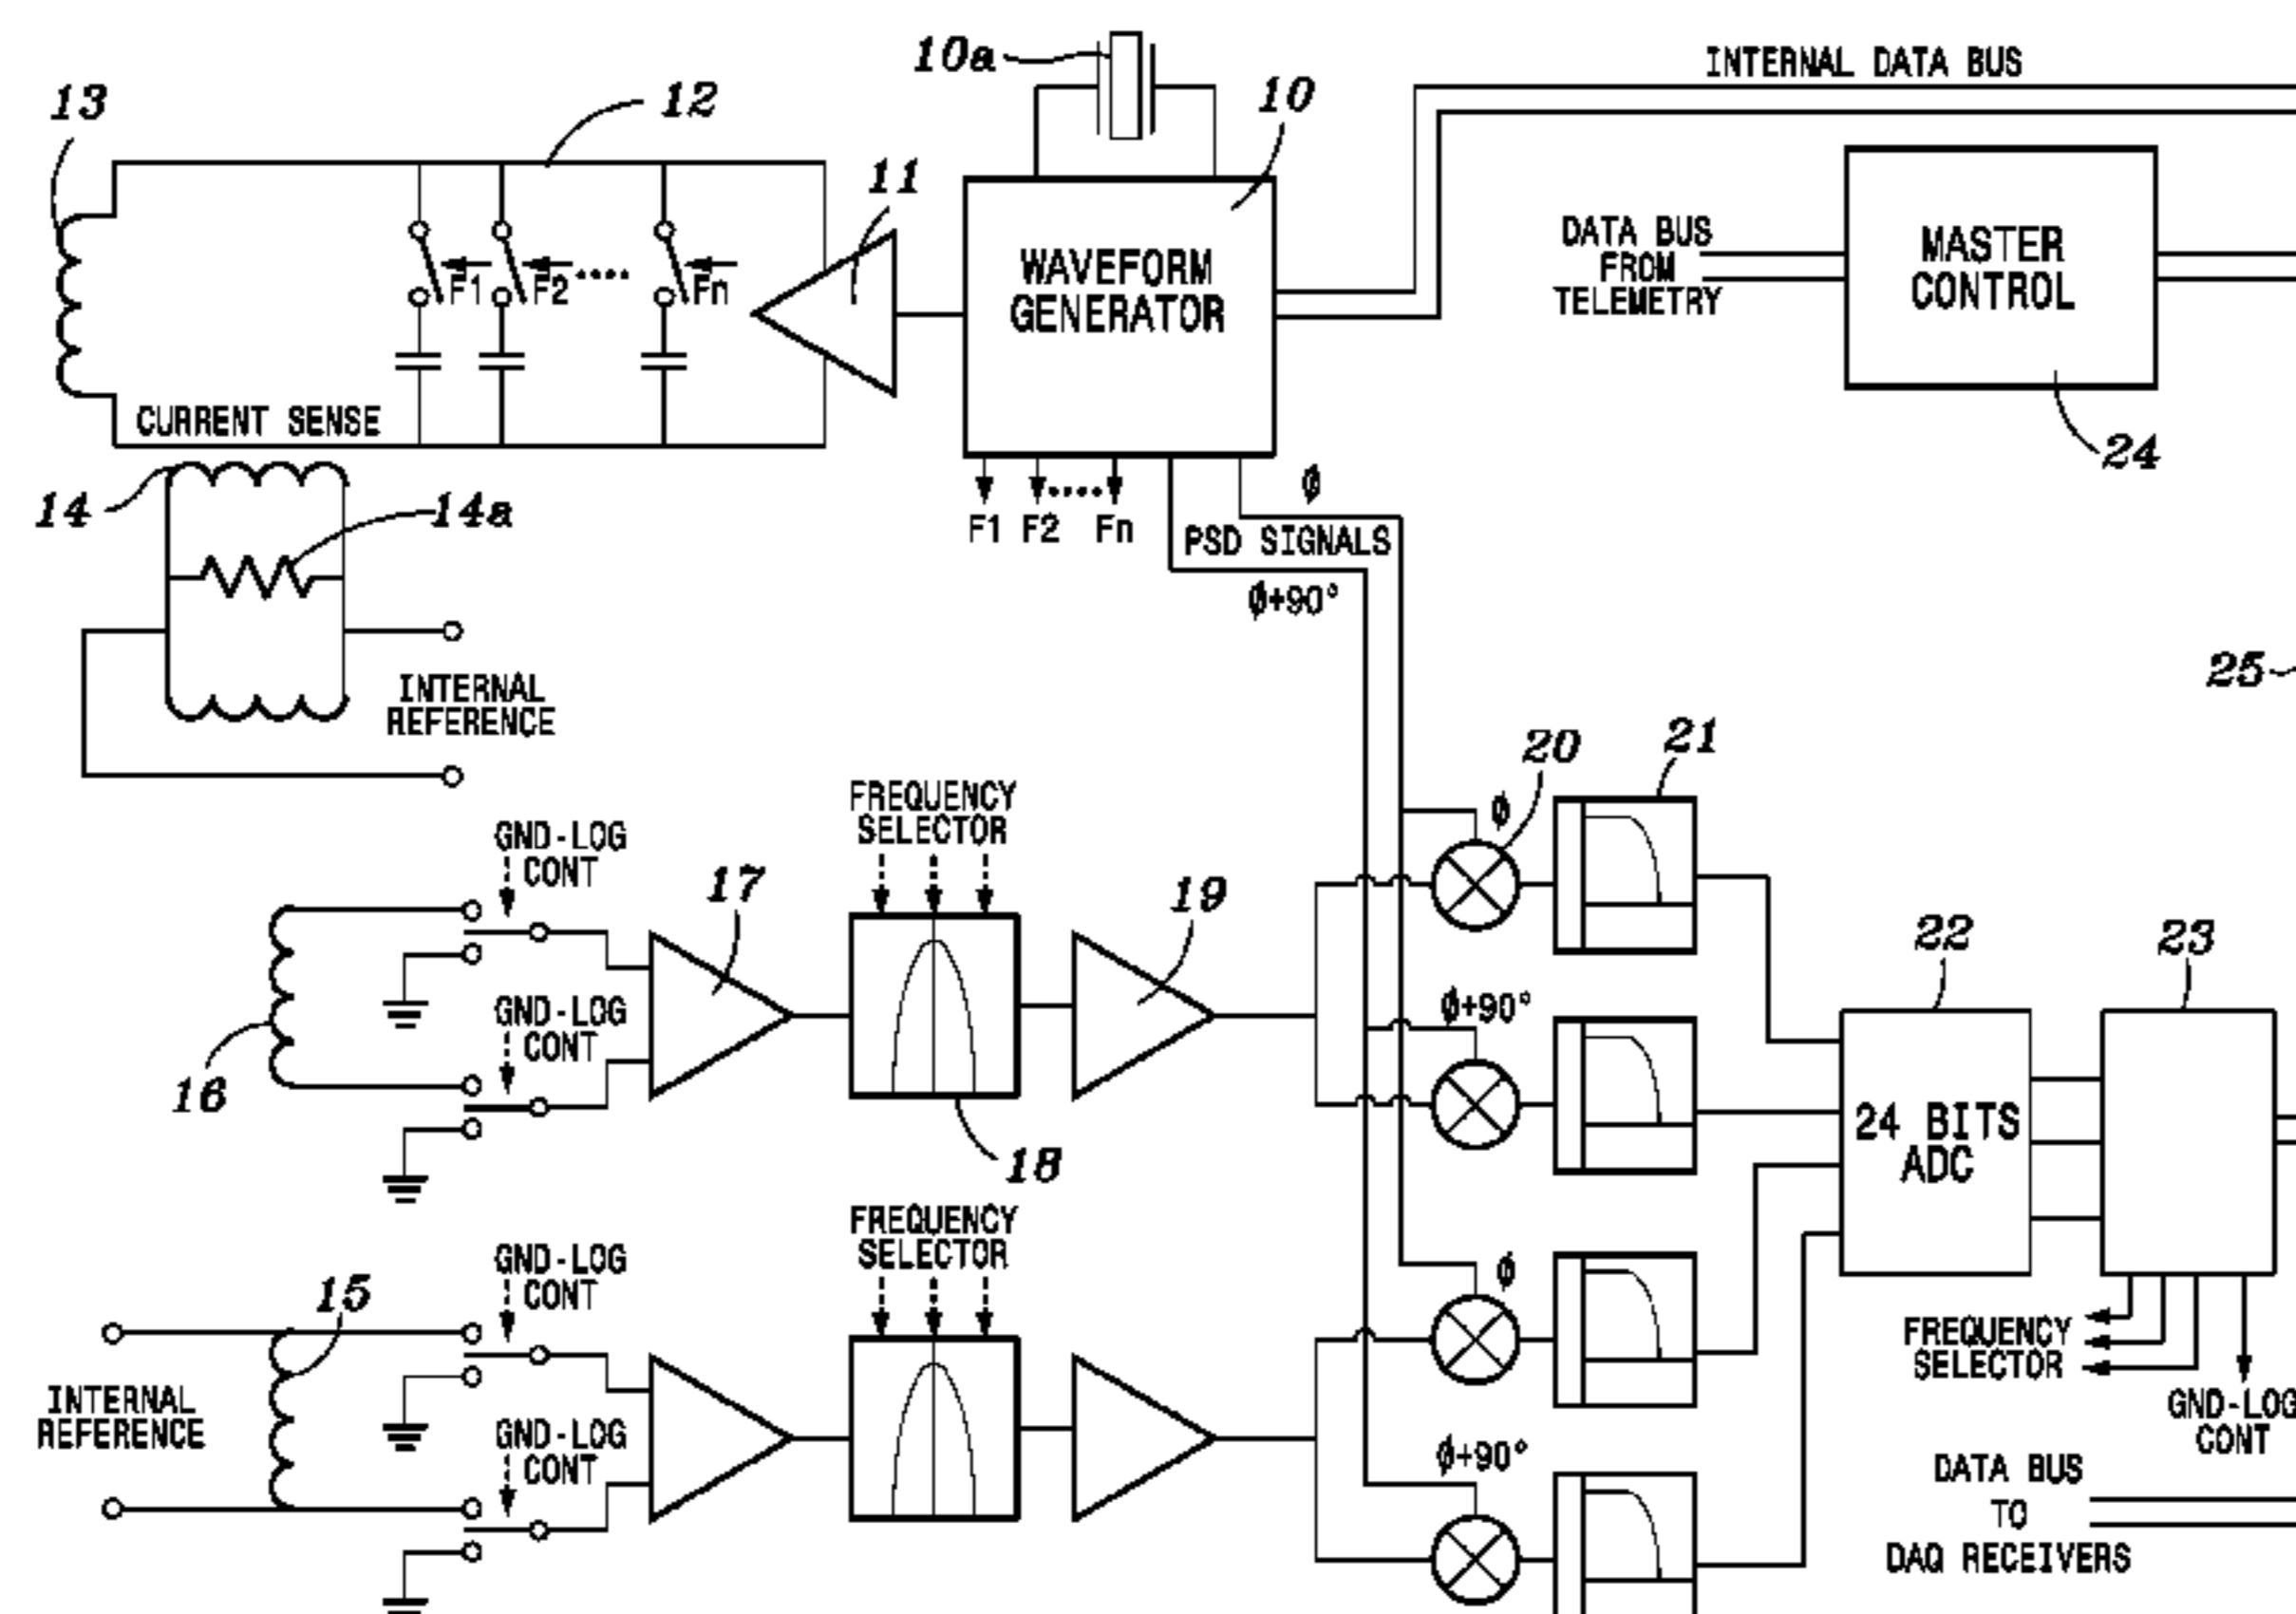 10a
INTERNAL DATA BUS
13
12
10
11
WAVEFORM
GENERATOR
DATA BUS
FROM
TELEMETRY
MASTER
CONTROL
F1
F2
....
Fn
CURRENT SENSE
24
14
14a
F1
F2
....
Fn
ϕ
PSD SIGNALS
ϕ+90°
INTERNAL
REFERENCE
25
20
21
FREQUENCY
SELECTOR
GND-LOG
CONT
17
19
ϕ
22
23
GND-LOG
CONT
ϕ+90°
16
18
24 BITS
ADC
FREQUENCY
SELECTOR
GND-LOG
CONT
15
ϕ
FREQUENCY
SELECTOR
INTERNAL
REFERENCE
GND-LOG
CONT
GND-LOG
CONT
ϕ+90°
DATA BUS
TO
DAQ RECEIVERS